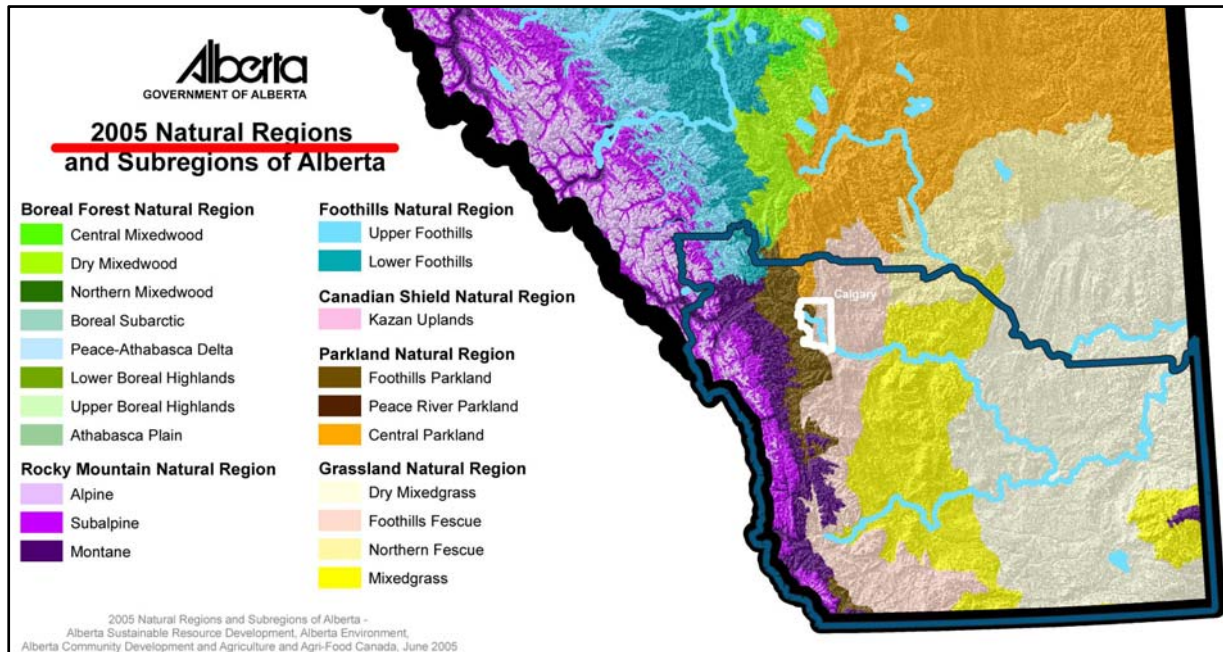 Alberta
GOVERNMENT OF ALBERTA
2005 Natural Regions
and Subregions of Alberta
Boreal Forest Natural Region
Central Mixedwood
Dry Mixedwood
Northern Mixedwood
Boreal Subarctic
Peace-Athabasca Delta
Lower Boreal Highlands
Upper Boreal Highlands
Athabasca Plain
Rocky Mountain Natural Region
Alpine
Subalpine
Montane
Foothills Natural Region
Upper Foothills
Lower Foothills
Canadian Shield Natural Region
Kazan Uplands
Parkland Natural Region
Foothills Parkland
Peace River Parkland
Central Parkland
Grassland Natural Region
Dry Mixedgrass
Foothills Fescue
Northern Fescue
Mixedgrass
2005 Natural Regions and Subregions of Alberta -
Alberta Sustainable Resource Development, Alberta Environment,
Alberta Community Development and Agriculture and Agri-Food Canada, June 2005
Calgary